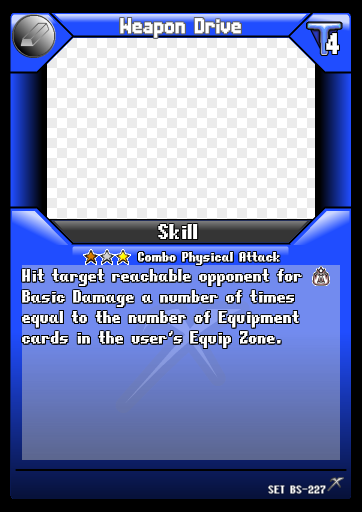 Weapon Drive
T4
Skill
Combo Physical Attack
Hit target reachable opponent for
Basic Damage a number of times
equal to the number of Equipment
cards in the user's Equip Zone.
SET BS-227